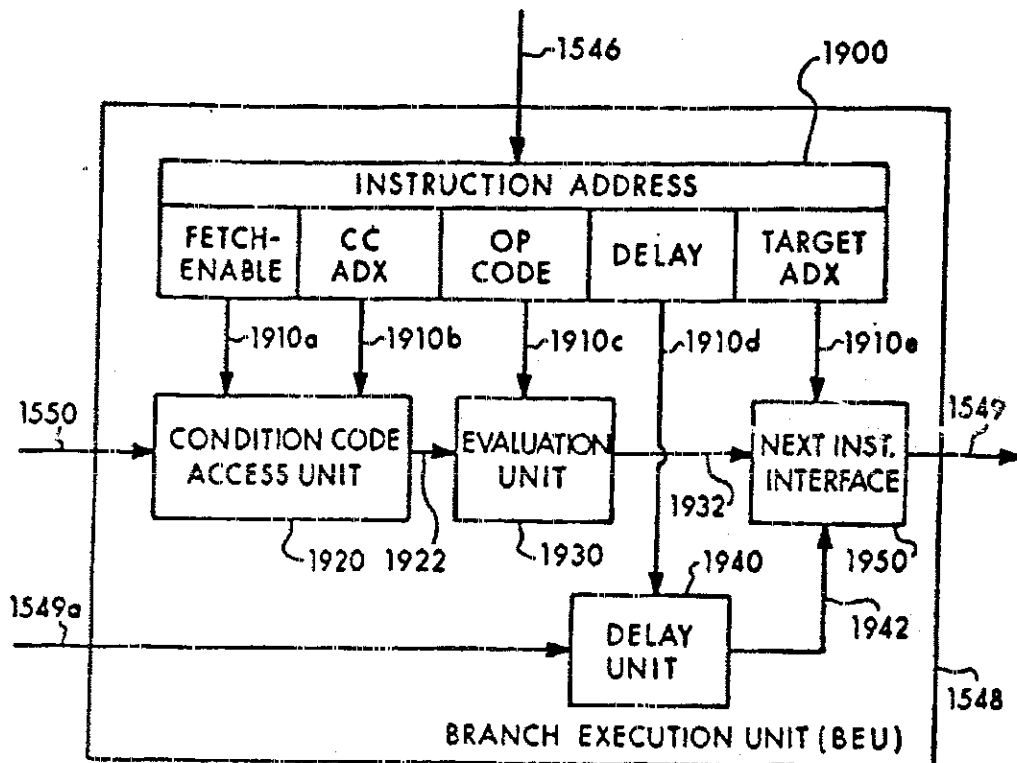 1546
1900
INSTRUCTION ADDRESS
FETCH-
ENABLE
CC
ADX
OP
CODE
DELAY
TARGET
ADX
1910a
1910b
1910c
1910d
1910e
1550
CONDITION CODE
ACCESS UNIT
EVALUATION
UNIT
NEXT INST.
INTERFACE
1549
1920
1922
1930
1932
1950
1940
1942
1549a
DELAY
UNIT
1548
BRANCH EXECUTION UNIT (BEU)